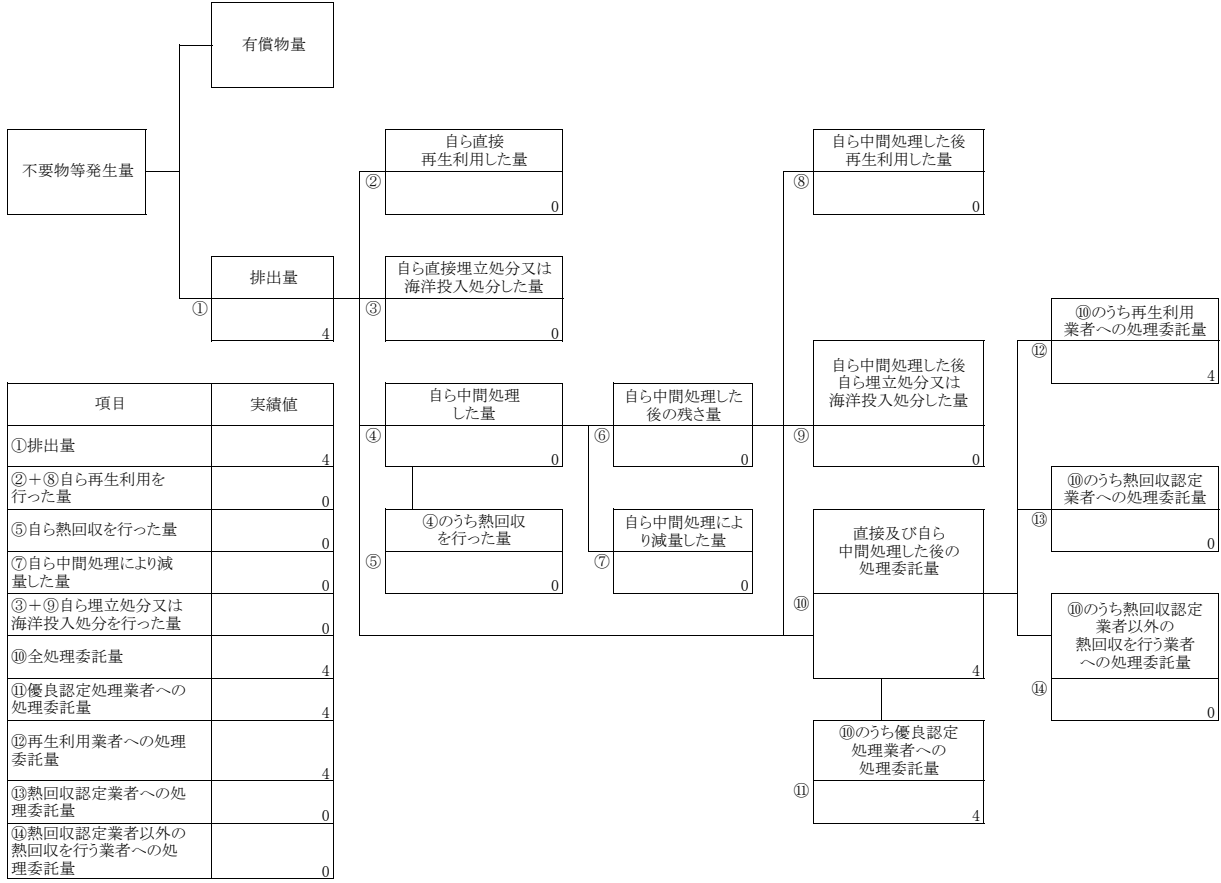 有償物量
不要物等発生量
自ら直接
再生利用した量
②
0
自ら中間処理した後
再生利用した量
⑧
0
排出量
①
4
自ら直接埋立処分又は
海洋投入処分した量
③
0
⑩のうち再生利用
業者への処理委託量
⑫
4
自ら中間処理した後
自ら埋立処分又は
海洋投入処分した量
⑨
0
自ら中間処理
した量
④
0
自ら中間処理した
後の残さ量
⑥
0
⑩のうち熱回収認定
業者への処理委託量
⑬
0
④のうち熱回収
を行った量
⑤
0
自ら中間処理によ
り減量した量
⑦
0
直接及び自ら
中間処理した後の
処理委託量
⑩
4
⑩のうち熱回収認定
業者以外の
熱回収を行う業者
への処理委託量
⑭
0
⑩のうち優良認定
処理業者への
処理委託量
⑪
4
項目 実績値
①排出量
4
②＋⑧自ら再生利用を
行った量
0
⑤自ら熱回収を行った量
0
⑦自ら中間処理により減
量した量
0
③＋⑨自ら埋立処分又は
海洋投入処分を行った量
0
⑩全処理委託量
4
⑪優良認定処理業者への
処理委託量
4
⑫再生利用業者への処理
委託量
4
⑬熱回収認定業者への処
理委託量
0
⑭熱回収認定業者以外の
熱回収を行う業者への処
理委託量
0